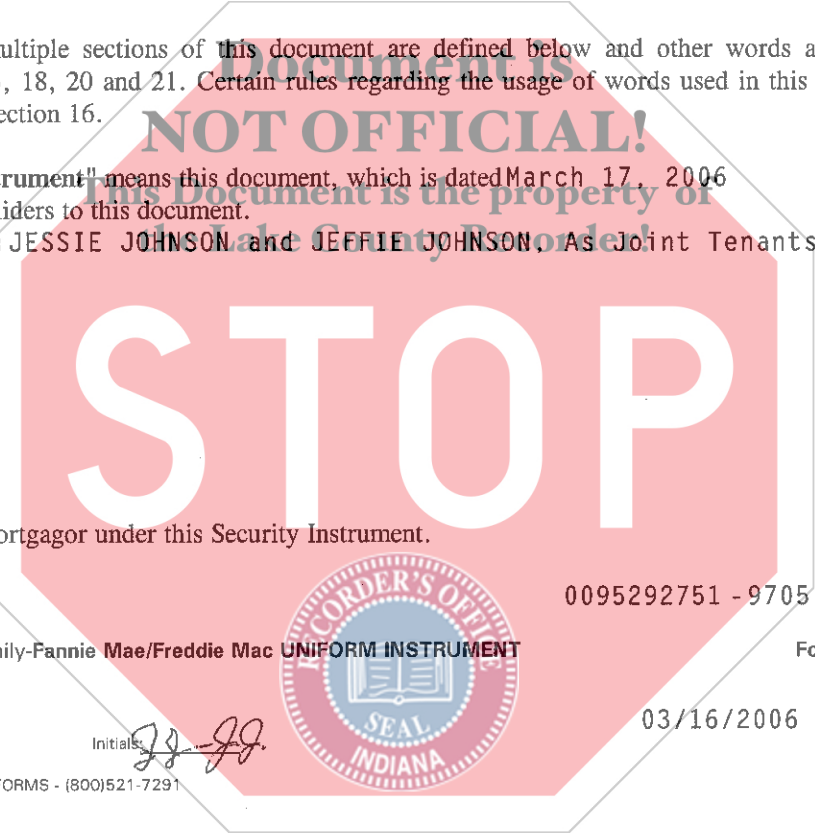 ultiple sections of this document are defined below and other words a
, 18, 20 and 21. Certain rules regarding the usage of words used in this
ection 16.
Document is
NOT OFFICIAL!
This Document is the property of
the Lake County Recorder!
rument" means this document, which is dated March 17, 2006
iders to this document.
JESSIE JOHNSON and JEFFIE JOHNSON, As Joint Tenants
STOP
ortgagor under this Security Instrument.
0095292751 - 9705
RECORDER'S OFFICE
SEAL
INDIANA
nily-Fannie Mae/Freddie Mac UNIFORM INSTRUMENT
Fo
03/16/2006
Initials: JJ - JJ.
ORMS - (800)521-7291